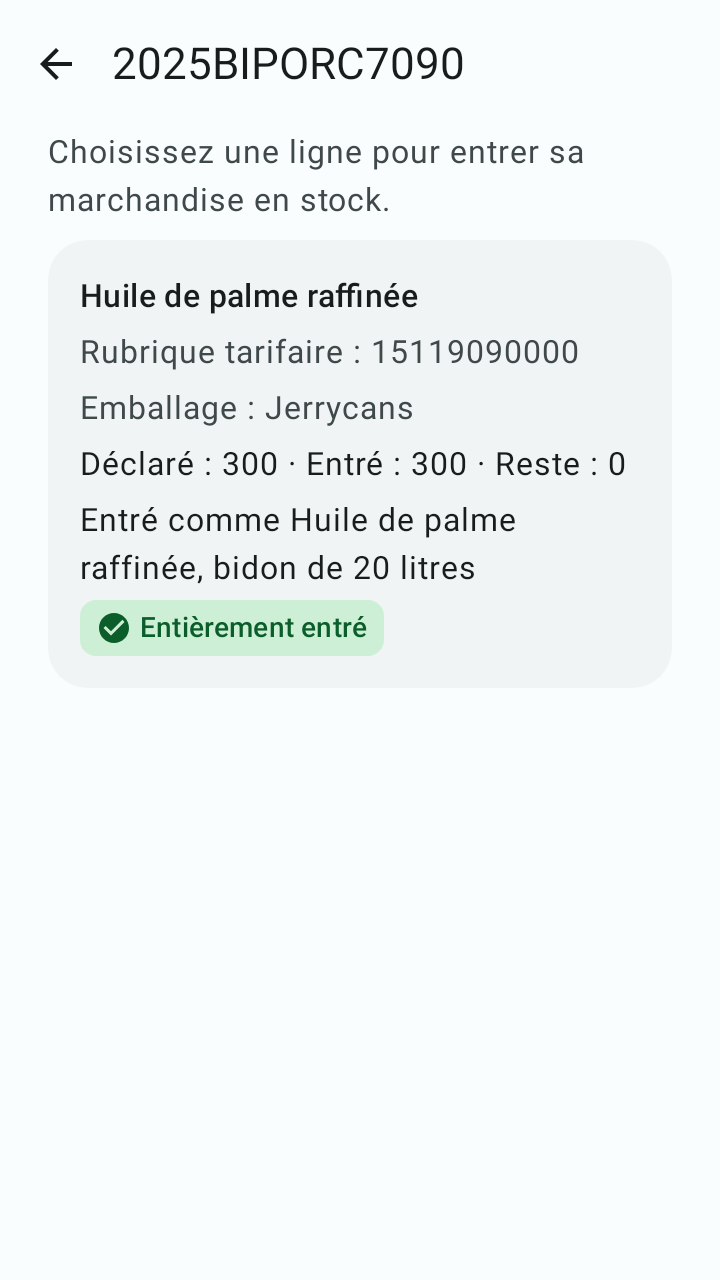 2025BIPORC7090
Choisissez une ligne pour entrer sa
marchandise en stock.
Huile de palme raffinée
Rubrique tarifaire : 15119090000
Emballage : Jerrycans
Déclaré : 300 · Entré : 300 · Reste : 0
Entré comme Huile de palme
raffinée, bidon de 20 litres
Entièrement entré